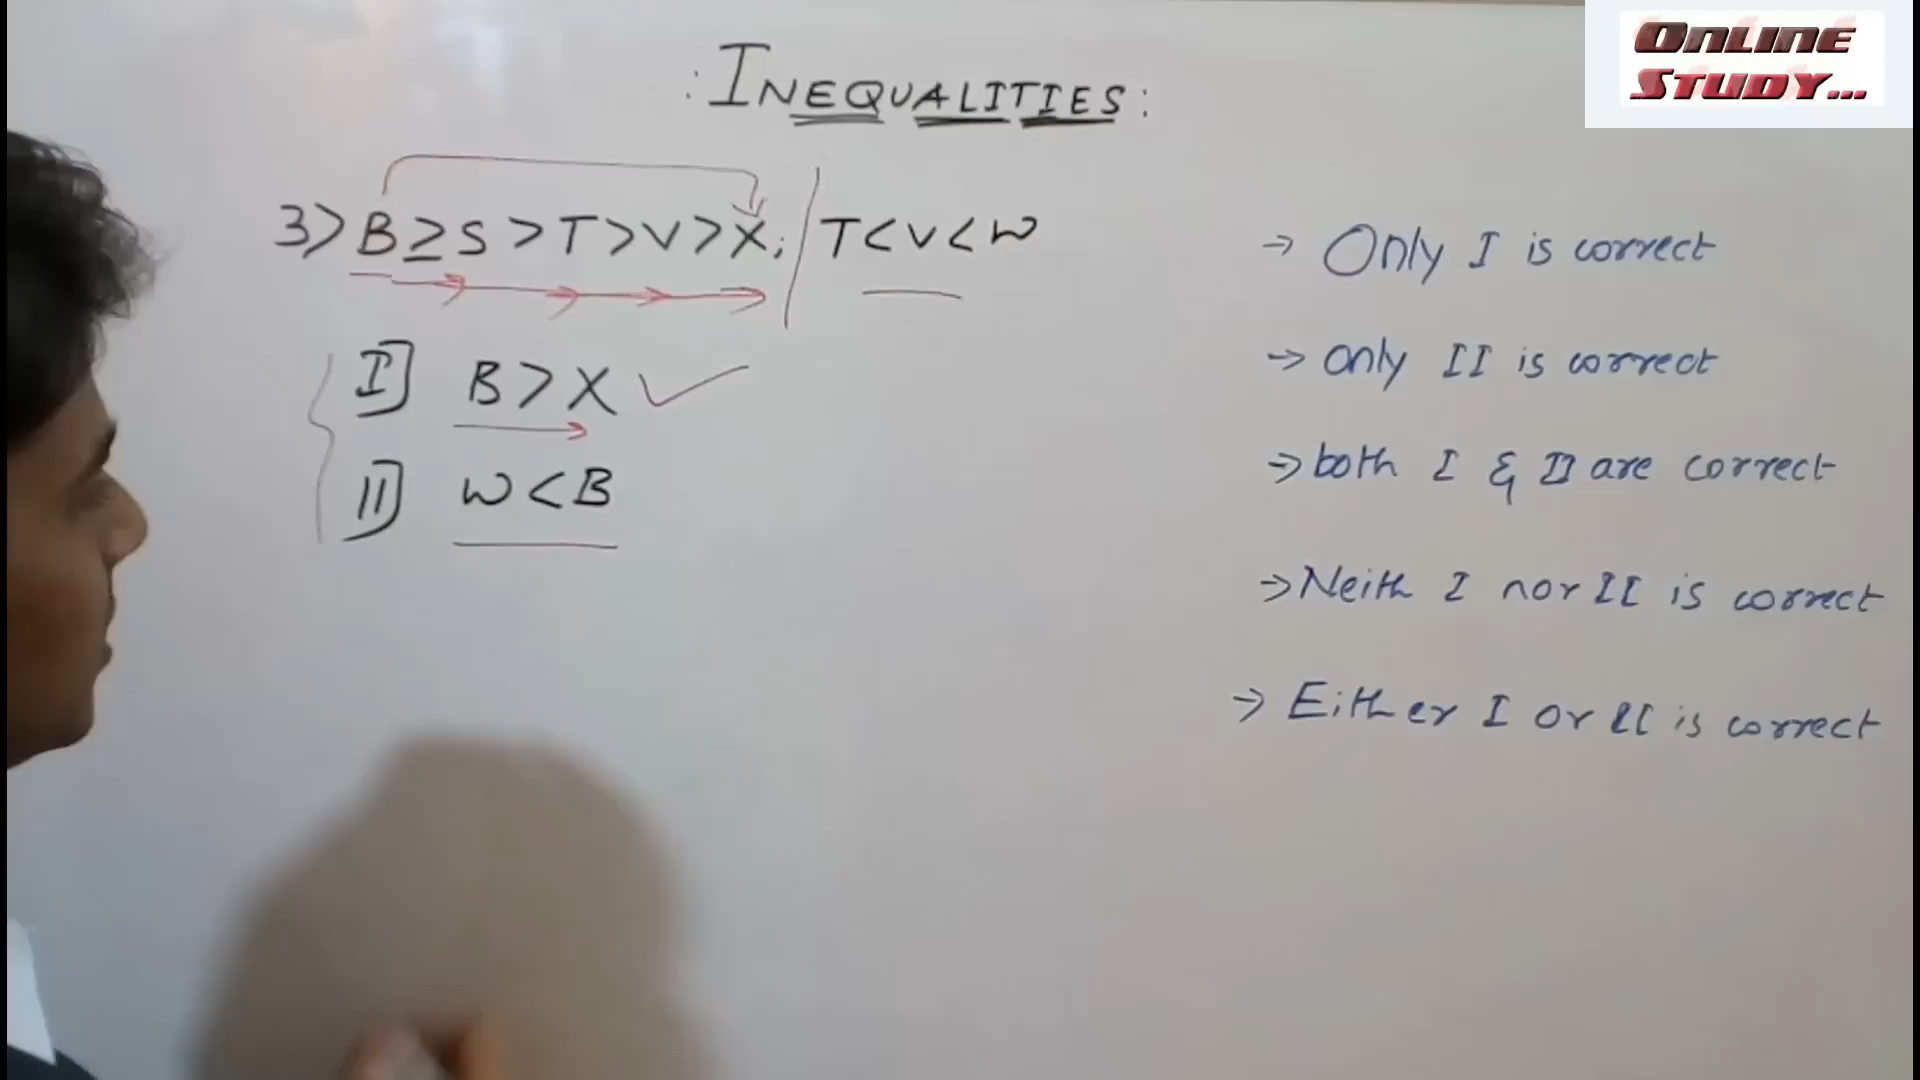 : INEQUALITIES :
ONLINE
STUDY...
3> B ≥ S > T > V > X; / T < V < W
I] B > X ✓
II] W < B
→ Only I is correct
→ Only II is correct
→ both I & II are correct
→ Neith I nor II is correct
→ Either I or II is correct